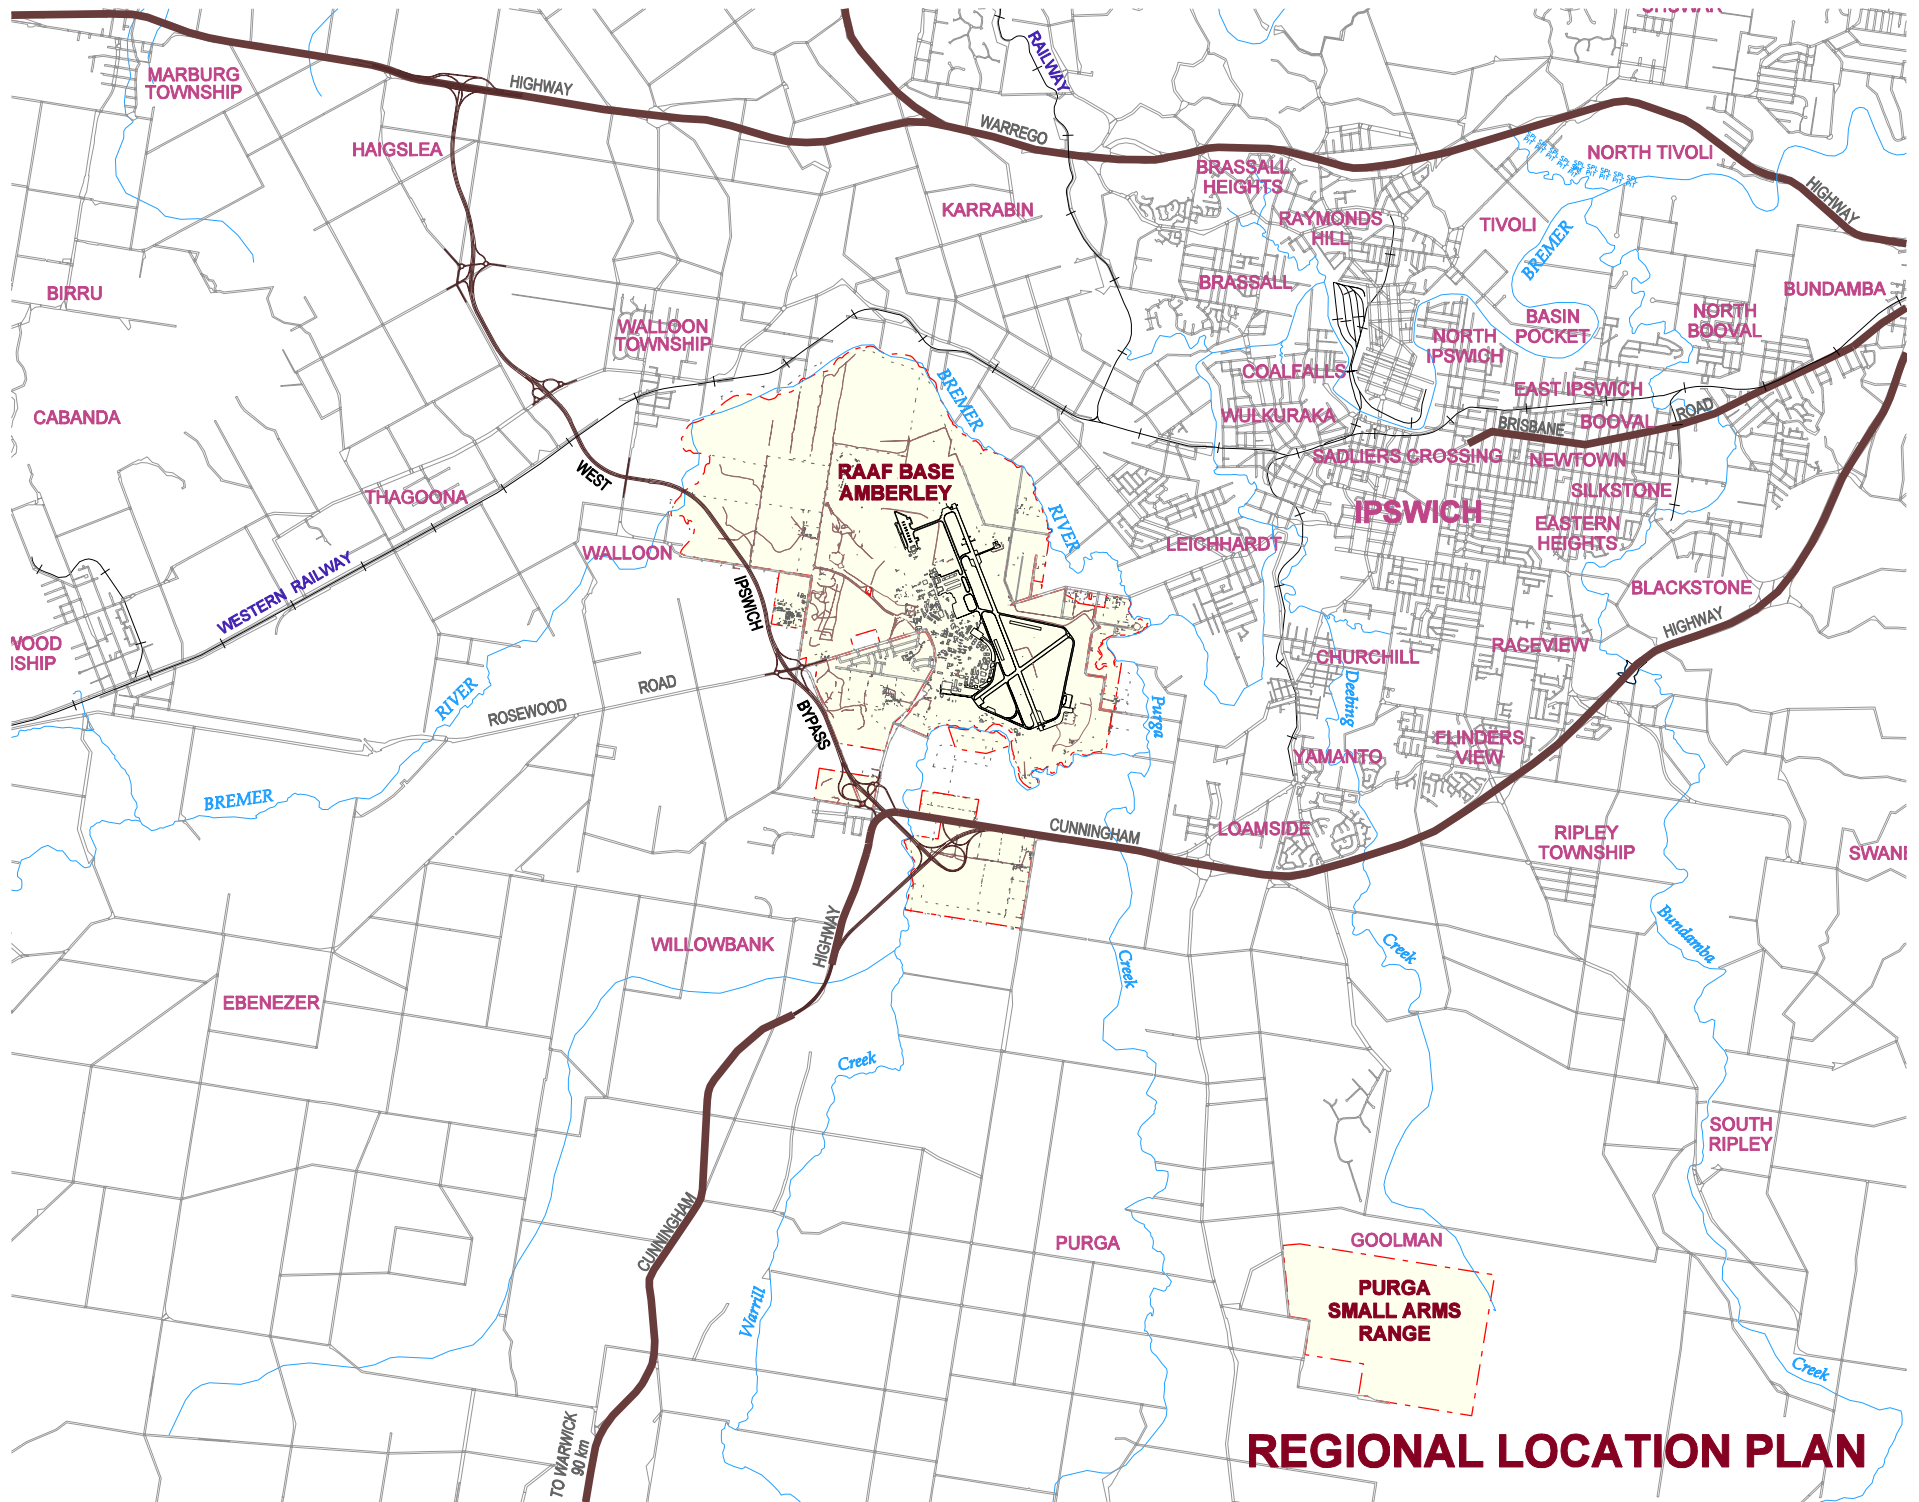 MARBURG
TOWNSHIP
HIGHWAY
RAILWAY
WARREGO
HAIGSLEA
NORTH TIVOLI
BRASSALL
HEIGHTS
HIGHWAY
KARRABIN
RAYMONDS
HILL
TIVOLI
BREMER
BIRRU
BRASSALL
BUNDAMBA
WALLOON
TOWNSHIP
NORTH
IPSWICH
BASIN
POCKET
NORTH
BOOVAL
COALFALLS
BREMER
EAST IPSWICH
CABANDA
WULKURAKA
BRISBANE
ROAD
BOOVAL
WEST
RAAF BASE
AMBERLEY
SADLIERS CROSSING
NEWTOWN
THAGOONA
SILKSTONE
IPSWICH
RIVER
EASTERN
HEIGHTS
WALLOON
LEICHHARDT
WESTERN RAILWAY
IPSWICH
BLACKSTONE
HIGHWAY
WOOD
NSHIP
CHURCHILL
RACEVIEW
RIVER
ROSEWOOD
ROAD
BYPASS
Purga
Deebing
YAMANTO
FLINDERS
VIEW
BREMER
CUNNINGHAM
LOAMSIDE
RIPLEY
TOWNSHIP
SWANB
WILLOWBANK
HIGHWAY
Creek
Creek
Bundamba
EBENEZER
Creek
SOUTH
RIPLEY
CUNNINGHAM
PURGA
GOOLMAN
Warrill
PURGA
SMALL ARMS
RANGE
Creek
TO WARWICK
90 km
REGIONAL LOCATION PLAN